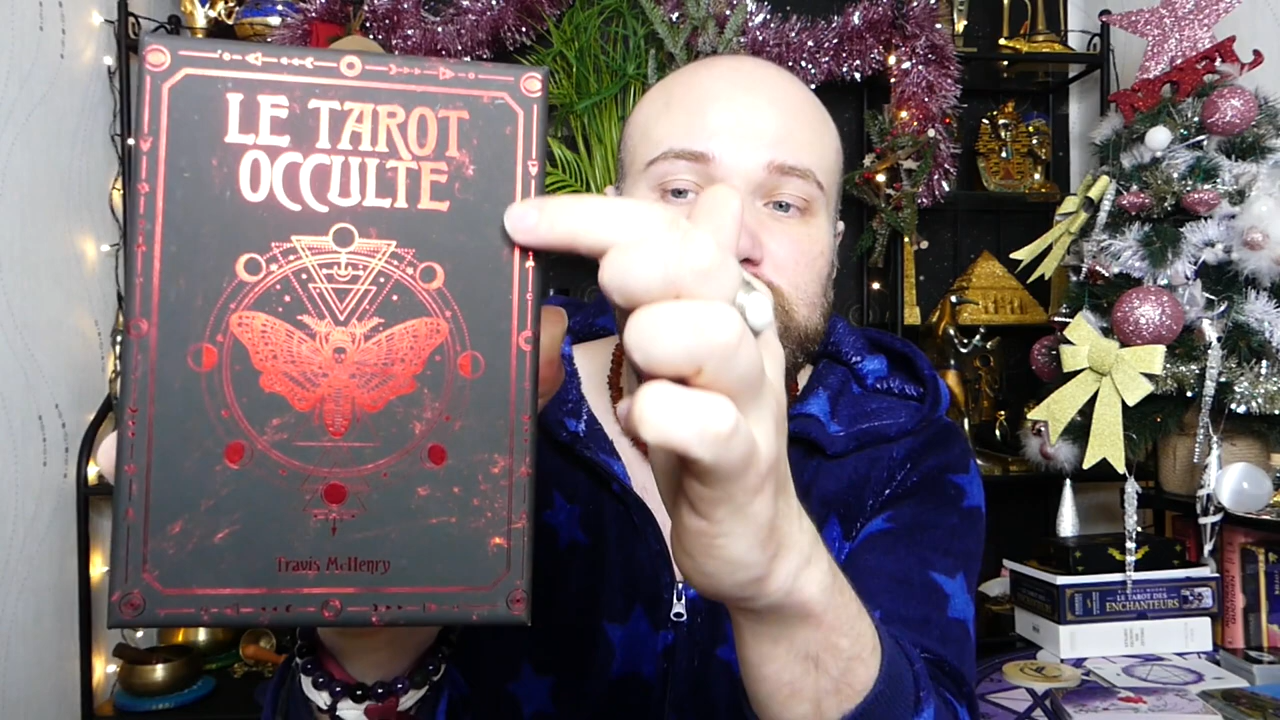 LE TAROT
OCCULTE
Travis McHenry
LE TAROT DES
ENCHANTEURS